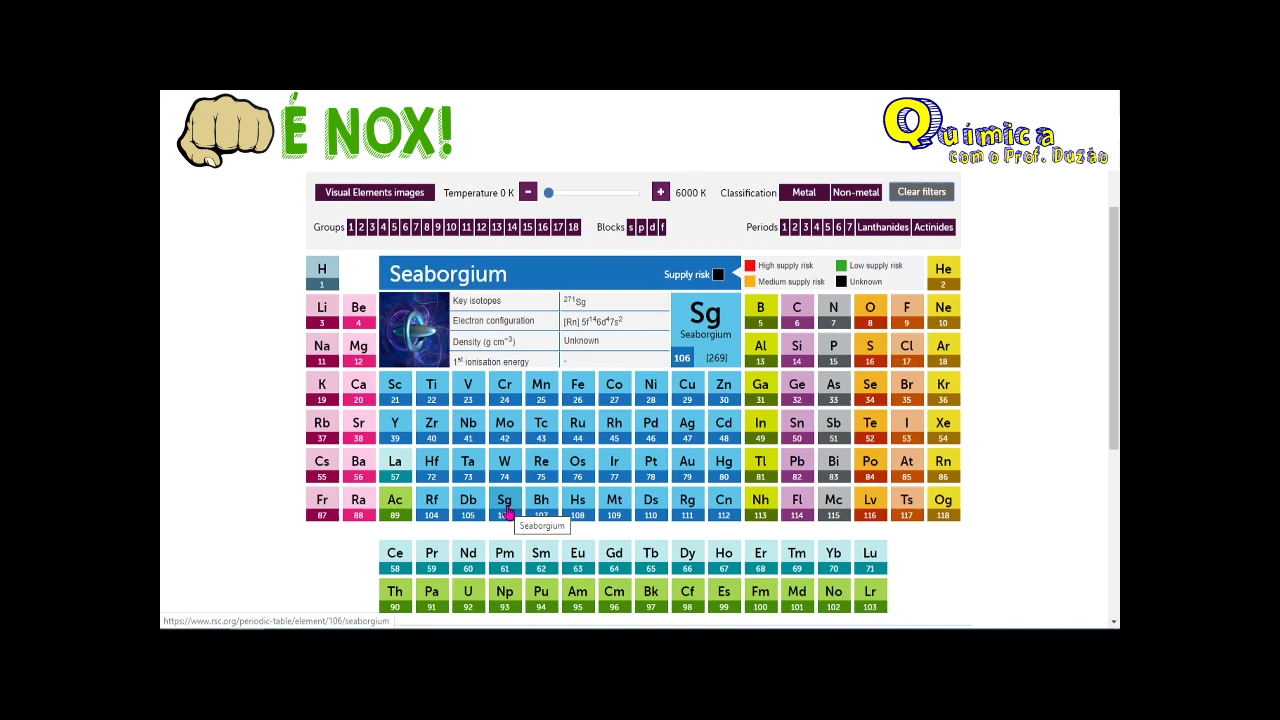 É NOX!
Química
com o Prof. Duzão
Visual Elements images Temperature 0 K - + 6000 K Classification Metal Non-metal Clear filters
Groups 1 2 3 4 5 6 7 8 9 10 11 12 13 14 15 16 17 18 Blocks s p d f Periods 1 2 3 4 5 6 7 Lanthanides Actinides
H Seaborgium Supply risk High supply risk Low supply risk He
1 Medium supply risk Unknown 2
Key isotopes ²⁷¹Sg
Electron configuration [Rn] 5f¹⁴6d⁴7s²
Density (g cm⁻³) Unknown
1ˢᵗ ionisation energy -
Sg
Seaborgium
106 [269]
Li Be B C N O F Ne
3 4 5 6 7 8 9 10
Na Mg Al Si P S Cl Ar
11 12 13 14 15 16 17 18
K Ca Sc Ti V Cr Mn Fe Co Ni Cu Zn Ga Ge As Se Br Kr
19 20 21 22 23 24 25 26 27 28 29 30 31 32 33 34 35 36
Rb Sr Y Zr Nb Mo Tc Ru Rh Pd Ag Cd In Sn Sb Te I Xe
37 38 39 40 41 42 43 44 45 46 47 48 49 50 51 52 53 54
Cs Ba La Hf Ta W Re Os Ir Pt Au Hg Tl Pb Bi Po At Rn
55 56 57 72 73 74 75 76 77 78 79 80 81 82 83 84 85 86
Fr Ra Ac Rf Db Sg Bh Hs Mt Ds Rg Cn Nh Fl Mc Lv Ts Og
87 88 89 104 105 107 108 109 110 111 112 113 114 115 116 117 118
Seaborgium
Ce Pr Nd Pm Sm Eu Gd Tb Dy Ho Er Tm Yb Lu
58 59 60 61 62 63 64 65 66 67 68 69 70 71
Th Pa U Np Pu Am Cm Bk Cf Es Fm Md No Lr
90 91 92 93 94 95 96 97 98 99 100 101 102 103
https://www.rsc.org/periodic-table/element/106/seaborgium